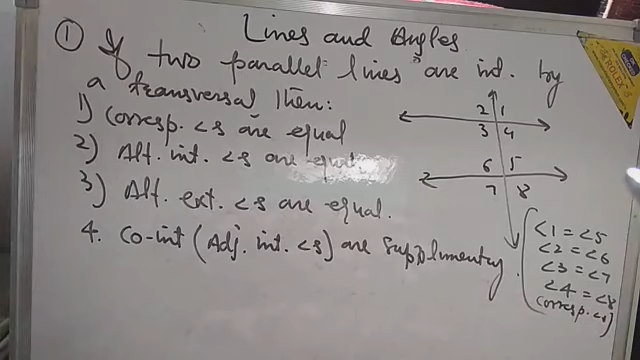 Lines and Angles
① If two parallel lines are int. by
a transversal then:
1) Corresp. ∠s are equal
2) Alt. int. ∠s are equal
3) Alt. ext. ∠s are equal.
4. Co-int (Adj. int. ∠s) are supplimentry.
2 1
3 4
6 5
7 8
∠1 = ∠5
∠2 = ∠6
∠3 = ∠7
∠4 = ∠8
(corresp. ∠s)
ROLEX